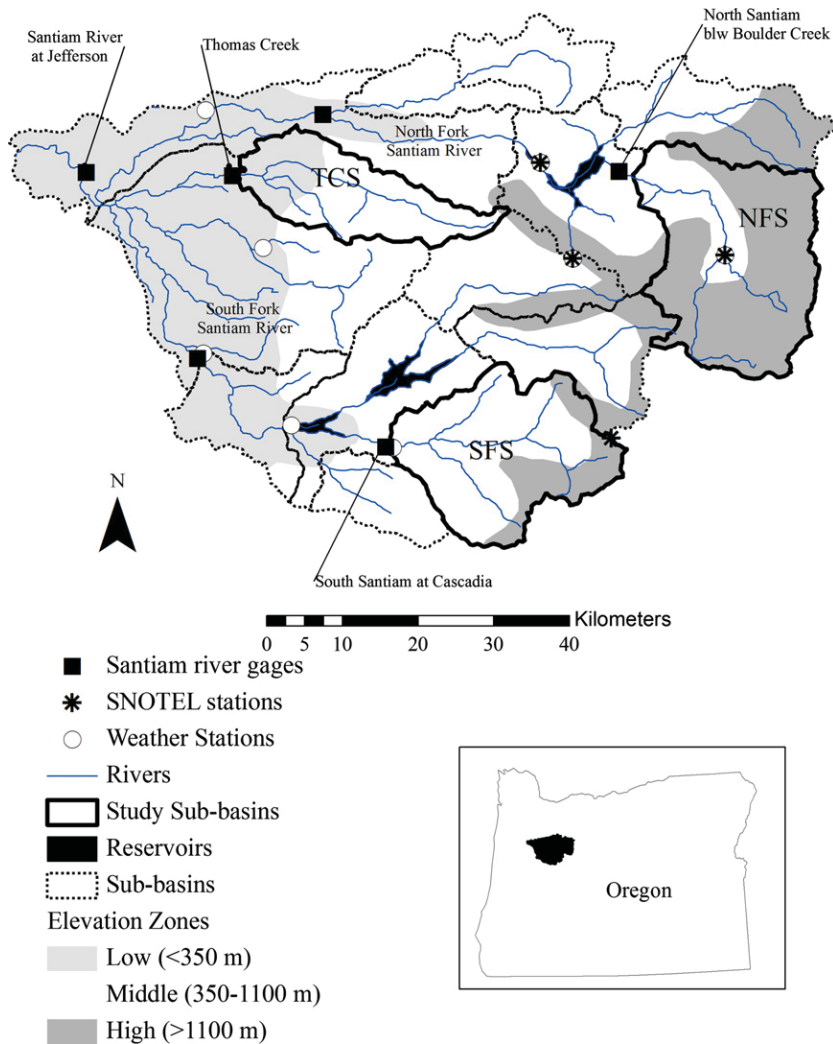 Santiam River
at Jefferson
Thomas Creek
North Santiam
blw Boulder Creek
North Fork
Santiam River
TCS
NFS
South Fork
Santiam River
SFS
N
South Santiam at Cascadia
Kilometers
0 5 10 20 30 40
Santiam river gages
SNOTEL stations
Weather Stations
Rivers
Study Sub-basins
Reservoirs
Sub-basins
Elevation Zones
Low (<350 m)
Middle (350-1100 m)
High (>1100 m)
Oregon